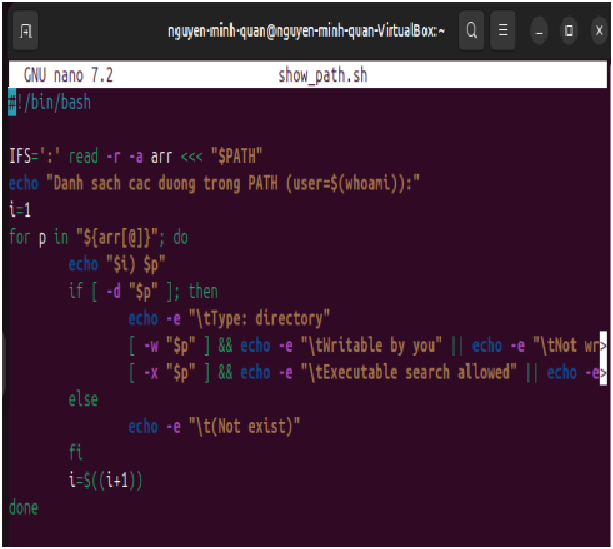 nguyen-minh-quan@nguyen-minh-quan-VirtualBox: ~
GNU nano 7.2 show_path.sh
#!/bin/bash
IFS=':' read -r -a arr <<< "$PATH"
echo "Danh sach cac duong trong PATH (user=$(whoami)):"
i=1
for p in "${arr[@]}"; do
        echo "$i) $p"
        if [ -d "$p" ]; then
                echo -e "\tType: directory"
                [ -w "$p" ] && echo -e "\tWritable by you" || echo -e "\tNot wr>
                [ -x "$p" ] && echo -e "\tExecutable search allowed" || echo -e>
        else
                echo -e "\t(Not exist)"
        fi
        i=$((i+1))
done